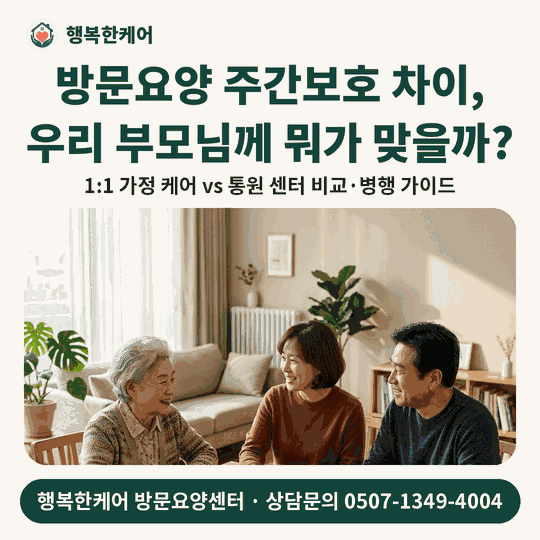 행복한케어
방문요양 주간보호 차이,
우리 부모님께 뭐가 맞을까?
1:1 가정 케어 vs 통원 센터 비교·병행 가이드
행복한케어 방문요양센터 · 상담문의 0507-1349-4004